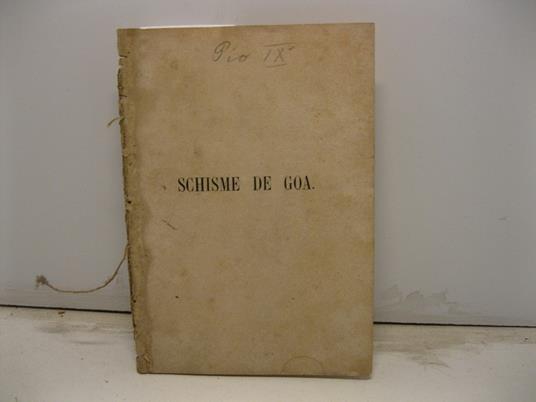 Pio IX°
SCHISME DE GOA.